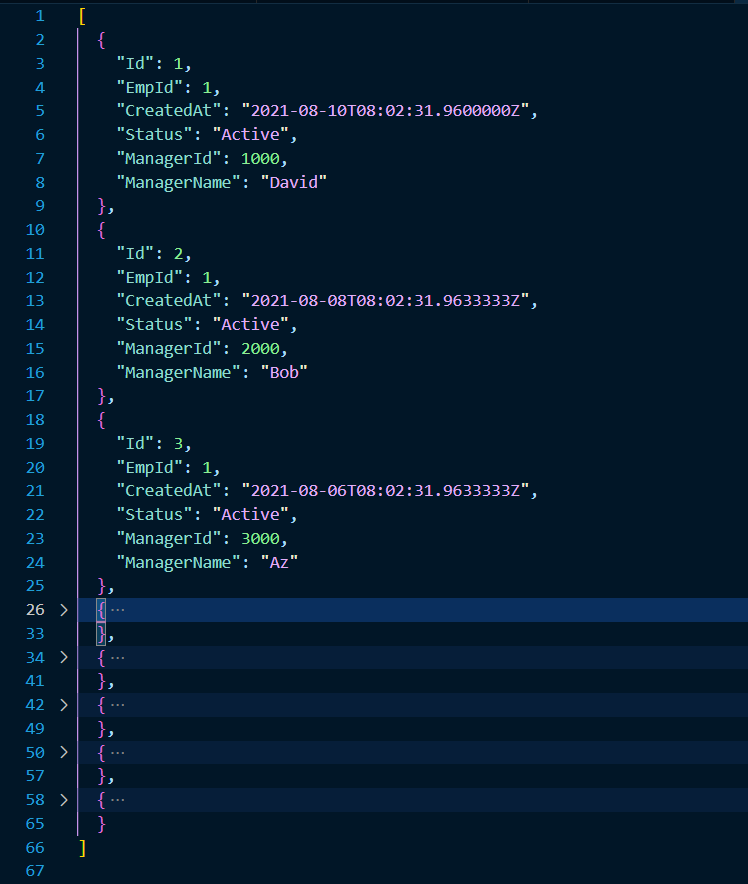 1 [
2 {
3 "Id": 1,
4 "EmpId": 1,
5 "CreatedAt": "2021-08-10T08:02:31.9600000Z",
6 "Status": "Active",
7 "ManagerId": 1000,
8 "ManagerName": "David"
9 },
10 {
11 "Id": 2,
12 "EmpId": 1,
13 "CreatedAt": "2021-08-08T08:02:31.9633333Z",
14 "Status": "Active",
15 "ManagerId": 2000,
16 "ManagerName": "Bob"
17 },
18 {
19 "Id": 3,
20 "EmpId": 1,
21 "CreatedAt": "2021-08-06T08:02:31.9633333Z",
22 "Status": "Active",
23 "ManagerId": 3000,
24 "ManagerName": "Az"
25 },
26 > { ···
33 },
34 > { ···
41 },
42 > { ···
49 },
50 > { ···
57 },
58 > { ···
65 }
66 ]
67